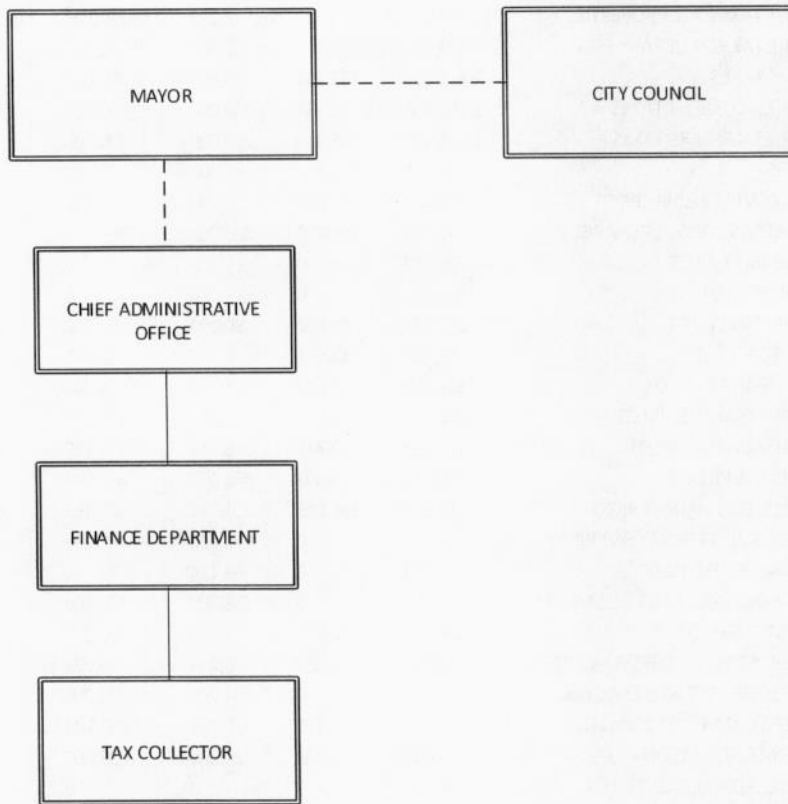 MAYOR
CITY COUNCIL
CHIEF ADMINISTRATIVE
OFFICE
FINANCE DEPARTMENT
TAX COLLECTOR